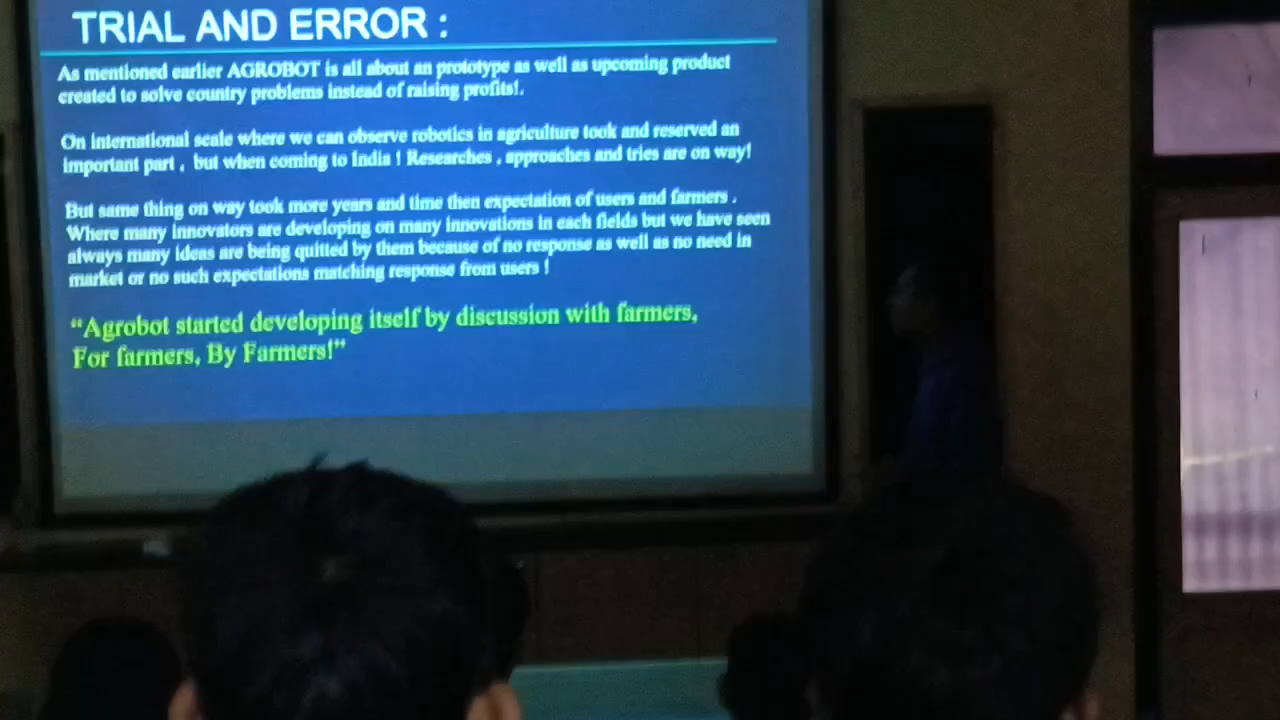 TRIAL AND ERROR :
As mentioned earlier AGROBOT is all about an prototype as well as upcoming product
created to solve country problems instead of raising profits!.
On international scale where we can observe robotics in agriculture took and reserved an
important part , but when coming to India ! Researches , approaches and tries are on way!
But same thing on way took more years and time then expectation of users and farmers .
Where many innovators are developing on many innovations in each fields but we have seen
always many ideas are being quitted by them because of no response as well as no need in
market or no such expectations matching response from users !
“Agrobot started developing itself by discussion with farmers,
For farmers, By Farmers!”